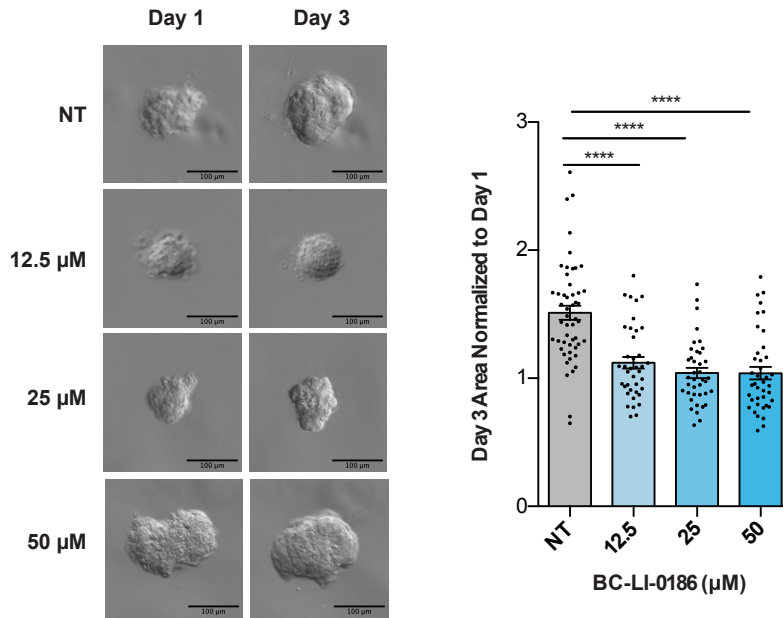 Day 1
Day 3
NT
100 µm
100 µm
12.5 µM
100 µm
100 µm
25 µM
100 µm
100 µm
50 µM
100 µm
100 µm
Day 3 Area Normalized to Day 1
3
2
1
0
****
****
****
NT
12.5
25
50
BC-LI-0186 (µM)